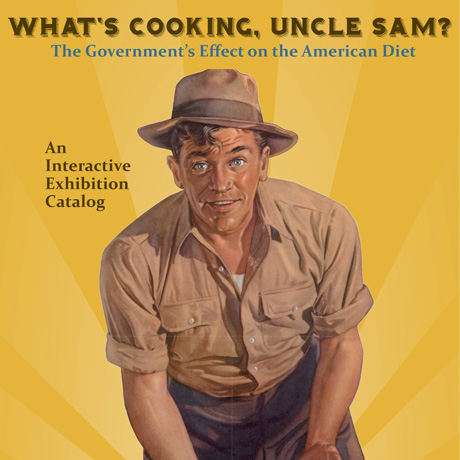 WHAT'S COOKING, UNCLE SAM?
The Government's Effect on the American Diet
An
Interactive
Exhibition
Catalog